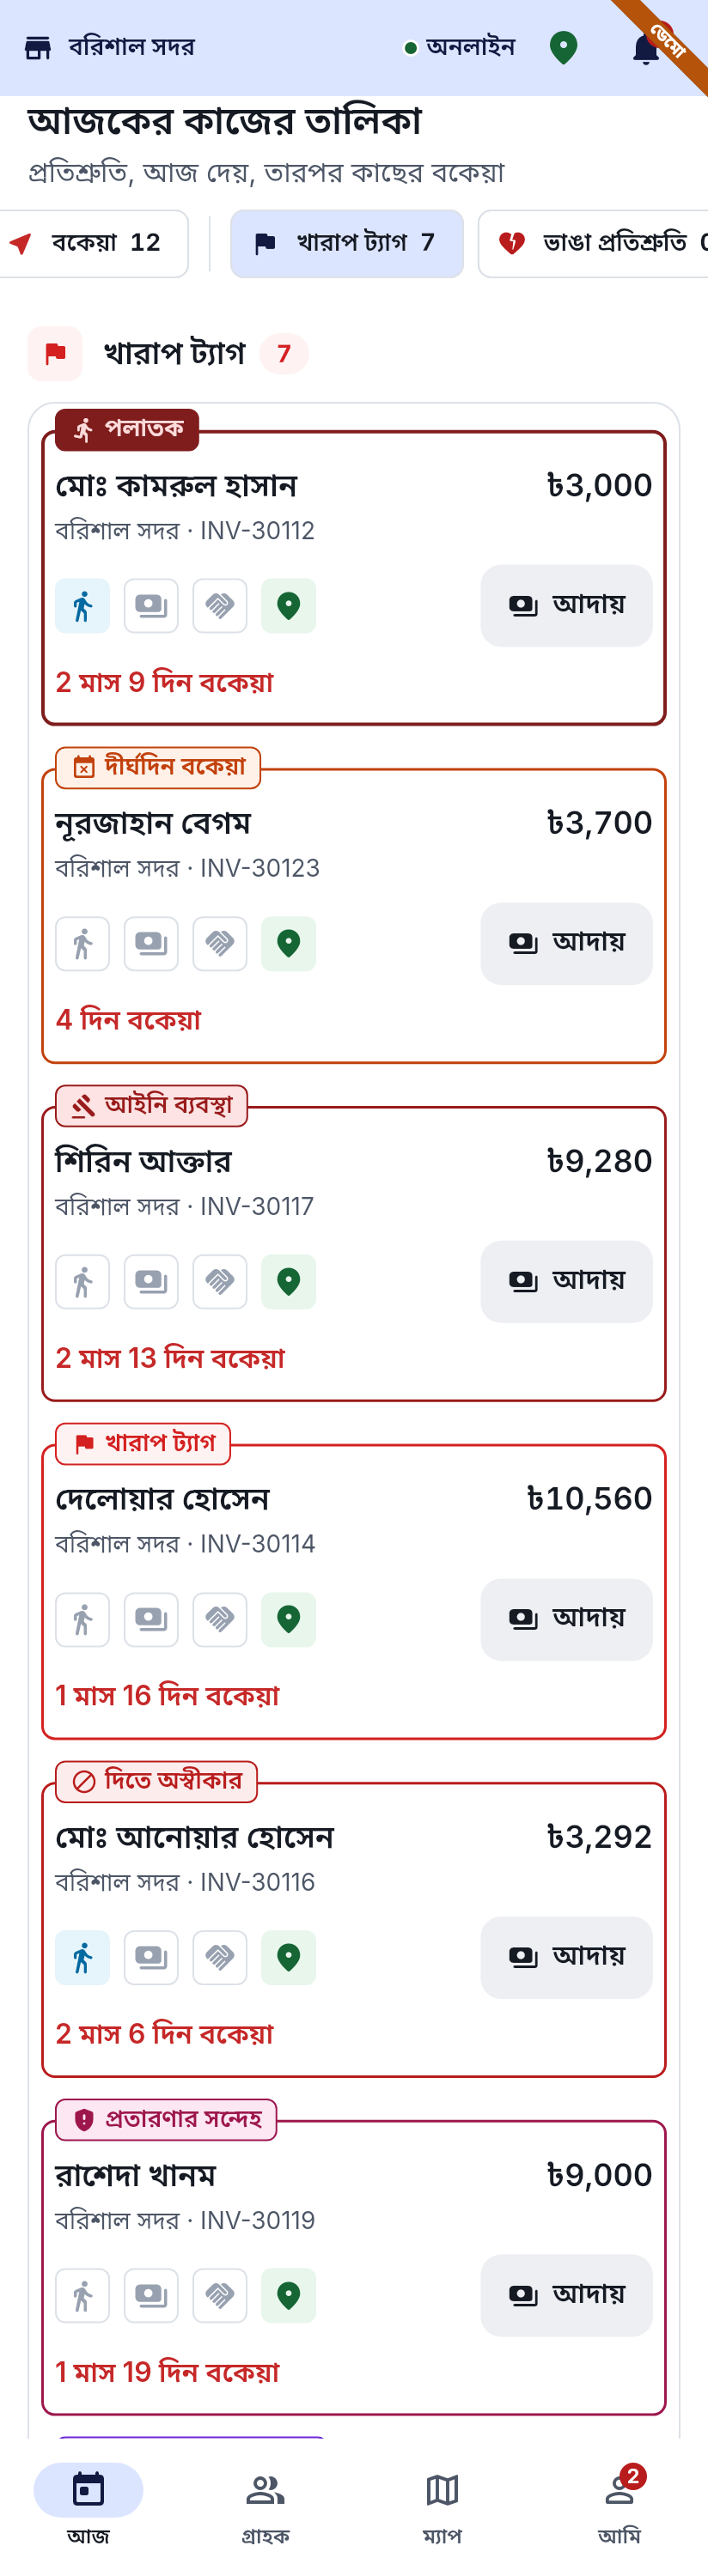 বরিশাল সদর
অনলাইন
ডেমো
আজকের কাজের তালিকা
প্রতিশ্রুতি, আজ দেয়, তারপর কাছের বকেয়া
বকেয়া 12
খারাপ ট্যাগ 7
ভাঙা প্রতিশ্রুতি 0
খারাপ ট্যাগ 7
পলাতক
মোঃ কামরুল হাসান ৳3,000
বরিশাল সদর · INV-30112
আদায়
2 মাস 9 দিন বকেয়া
দীর্ঘদিন বকেয়া
নূরজাহান বেগম ৳3,700
বরিশাল সদর · INV-30123
আদায়
4 দিন বকেয়া
আইনি ব্যবস্থা
শিরিন আক্তার ৳9,280
বরিশাল সদর · INV-30117
আদায়
2 মাস 13 দিন বকেয়া
খারাপ ট্যাগ
দেলোয়ার হোসেন ৳10,560
বরিশাল সদর · INV-30114
আদায়
1 মাস 16 দিন বকেয়া
দিতে অস্বীকার
মোঃ আনোয়ার হোসেন ৳3,292
বরিশাল সদর · INV-30116
আদায়
2 মাস 6 দিন বকেয়া
প্রতারণার সন্দেহ
রাশেদা খানম ৳9,000
বরিশাল সদর · INV-30119
আদায়
1 মাস 19 দিন বকেয়া
2
আজ
গ্রাহক
ম্যাপ
আমি